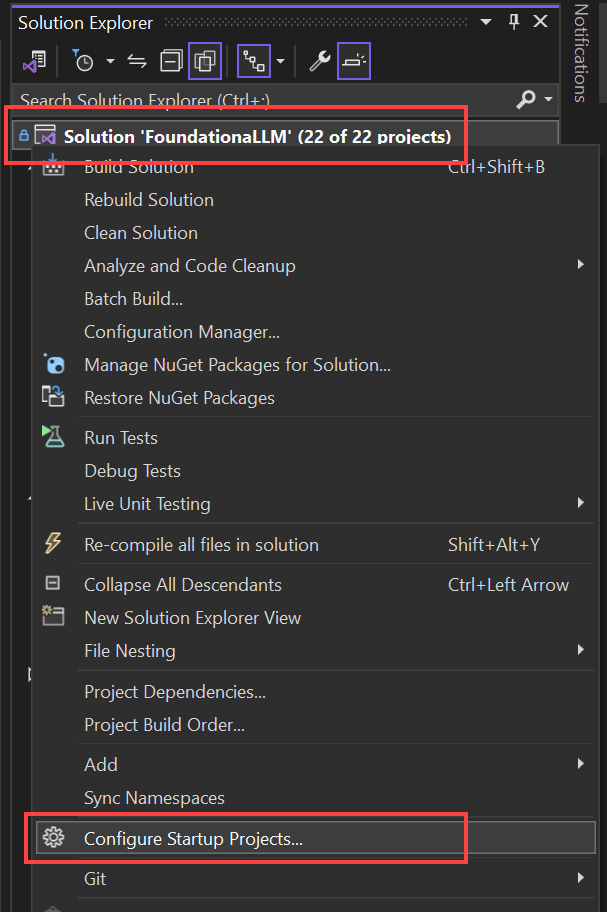 Solution Explorer
Notifications
Search Solution Explorer (Ctrl+;)
Solution 'FoundationaLLM' (22 of 22 projects)
Build Solution Ctrl+Shift+B
Rebuild Solution
Clean Solution
Analyze and Code Cleanup
Batch Build...
Configuration Manager...
Manage NuGet Packages for Solution...
Restore NuGet Packages
Run Tests
Debug Tests
Live Unit Testing
Re-compile all files in solution Shift+Alt+Y
Collapse All Descendants Ctrl+Left Arrow
New Solution Explorer View
File Nesting
Project Dependencies...
Project Build Order...
Add
Sync Namespaces
Configure Startup Projects...
Git